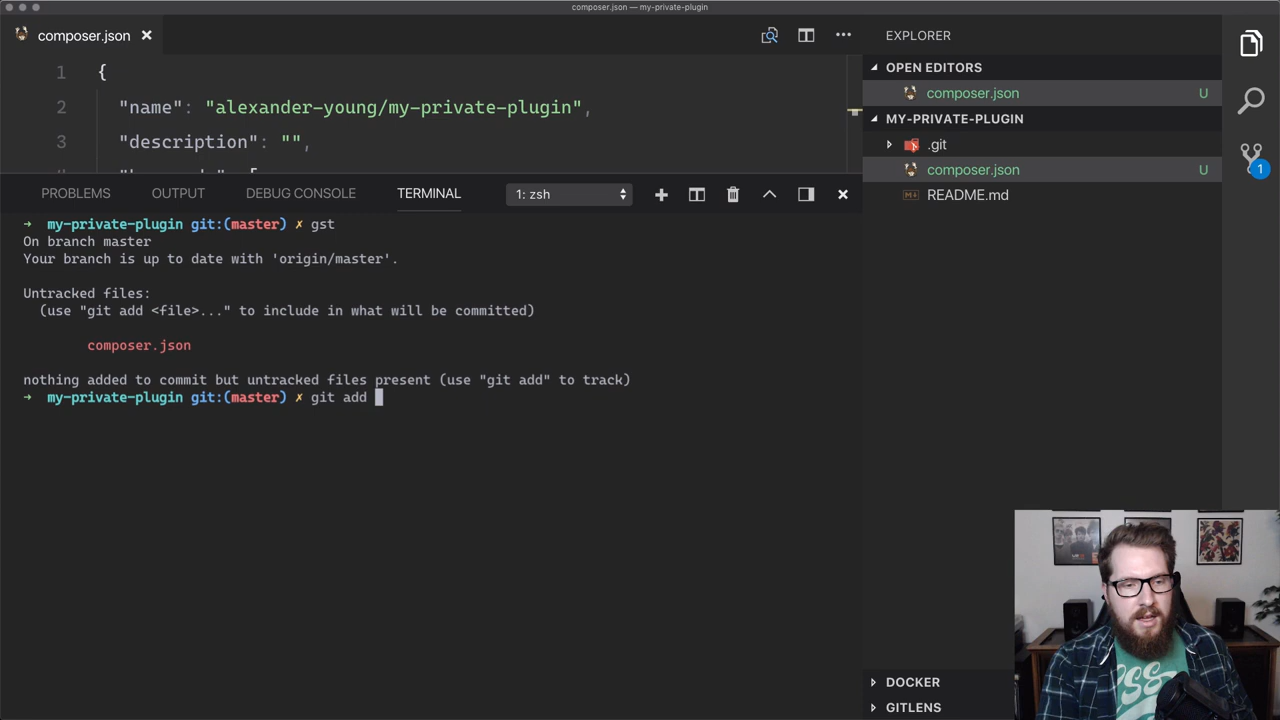 composer.json — my-private-plugin
composer.json
EXPLORER
1 {
2 "name": "alexander-young/my-private-plugin",
3 "description": "",
OPEN EDITORS
composer.json U
MY-PRIVATE-PLUGIN
.git
composer.json U
README.md
1
PROBLEMS OUTPUT DEBUG CONSOLE TERMINAL 1: zsh
→ my-private-plugin git:(master) ✗ gst
On branch master
Your branch is up to date with 'origin/master'.
Untracked files:
(use "git add <file>..." to include in what will be committed)
composer.json
nothing added to commit but untracked files present (use "git add" to track)
→ my-private-plugin git:(master) ✗ git add
DOCKER
GITLENS